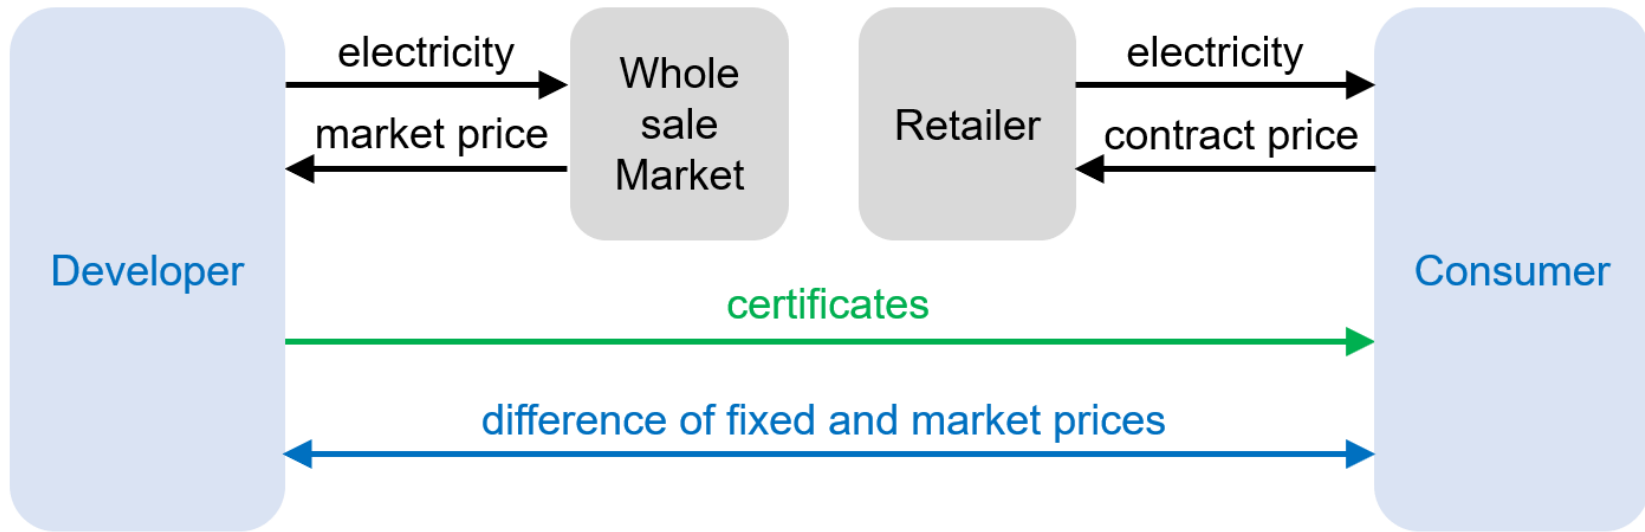 electricity
market price
Whole
sale
Market
Retailer
electricity
contract price
Developer
Consumer
certificates
difference of fixed and market prices